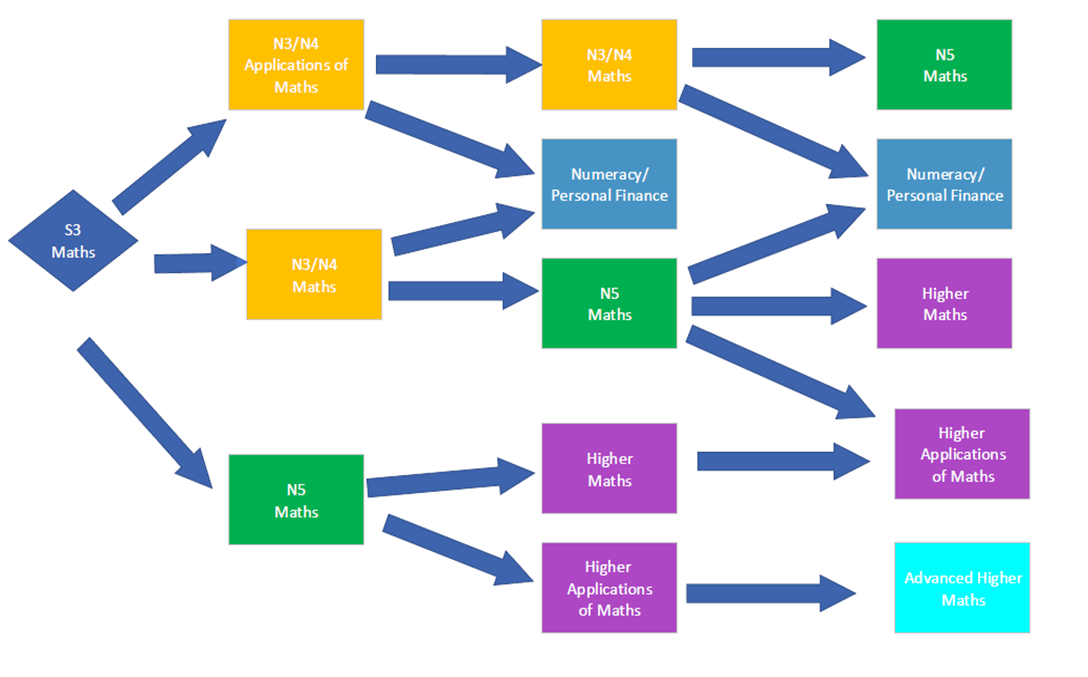 N3/N4
Applications of
Maths
N3/N4
Maths
N5
Maths
Numeracy/
Personal Finance
Numeracy/
Personal Finance
S3
Maths
N3/N4
Maths
N5
Maths
Higher
Maths
N5
Maths
Higher
Maths
Higher
Applications
of Maths
Higher
Applications
of Maths
Advanced Higher
Maths